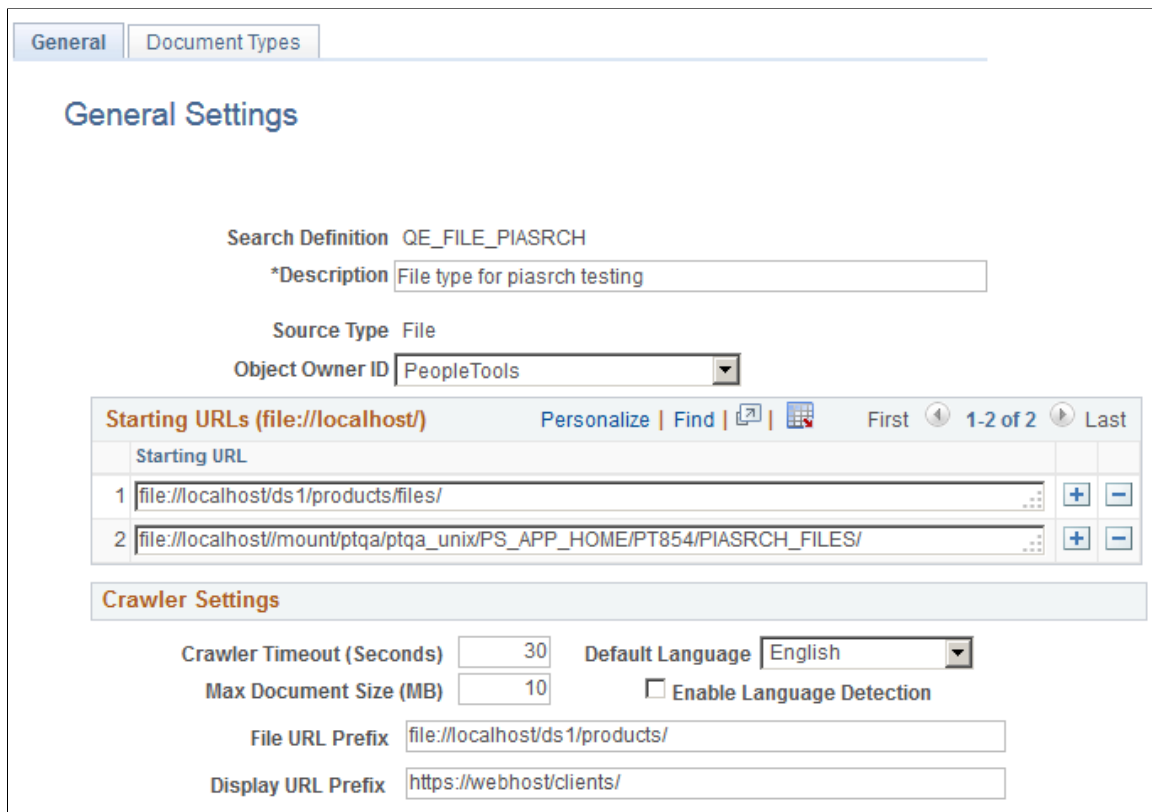 General Document Types
General Settings
Search Definition QE_FILE_PIASRCH
*Description File type for piasrch testing
Source Type File
Object Owner ID PeopleTools
Starting URLs (file://localhost/) Personalize | Find | | First 1-2 of 2 Last
Starting URL
1 file://localhost/ds1/products/files/
2 file://localhost//mount/ptqa/ptqa_unix/PS_APP_HOME/PT854/PIASRCH_FILES/
Crawler Settings
Crawler Timeout (Seconds) 30 Default Language English
Max Document Size (MB) 10 Enable Language Detection
File URL Prefix file://localhost/ds1/products/
Display URL Prefix https://webhost/clients/